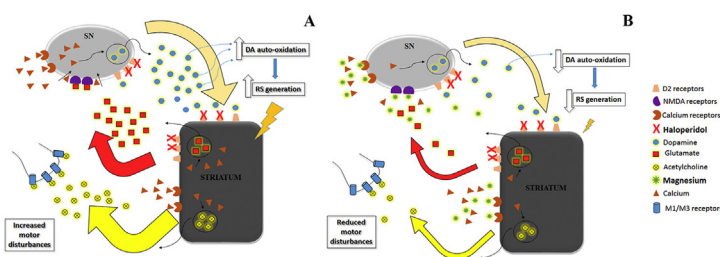 A
SN
DA auto-oxidation
RS generation
STRIATUM
Increased
motor
disturbances
B
SN
DA auto-oxidation
RS generation
STRIATUM
Reduced
motor
disturbances
D2 receptors
NMDA receptors
Calcium receptors
Haloperidol
Dopamine
Glutamate
Acetylcholine
Magnesium
Calcium
M1/M3 receptors